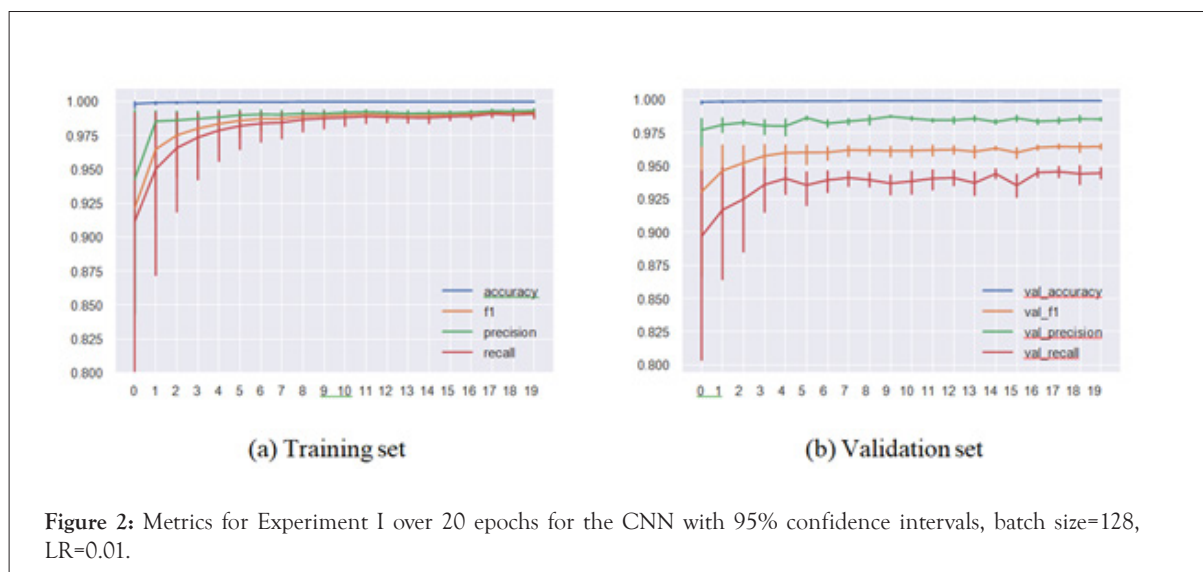 1.000
0.975
0.950
0.925
0.900
0.875
0.850
0.825
0.800
accuracy
f1
precision
recall
0 1 2 3 4 5 6 7 8 9 10 11 12 13 14 15 16 17 18 19
(a) Training set
1.000
0.975
0.950
0.925
0.900
0.875
0.850
0.825
0.800
val_accuracy
val_f1
val_precision
val_recall
0 1 2 3 4 5 6 7 8 9 10 11 12 13 14 15 16 17 18 19
(b) Validation set
Figure 2: Metrics for Experiment I over 20 epochs for the CNN with 95% confidence intervals, batch size=128,
LR=0.01.